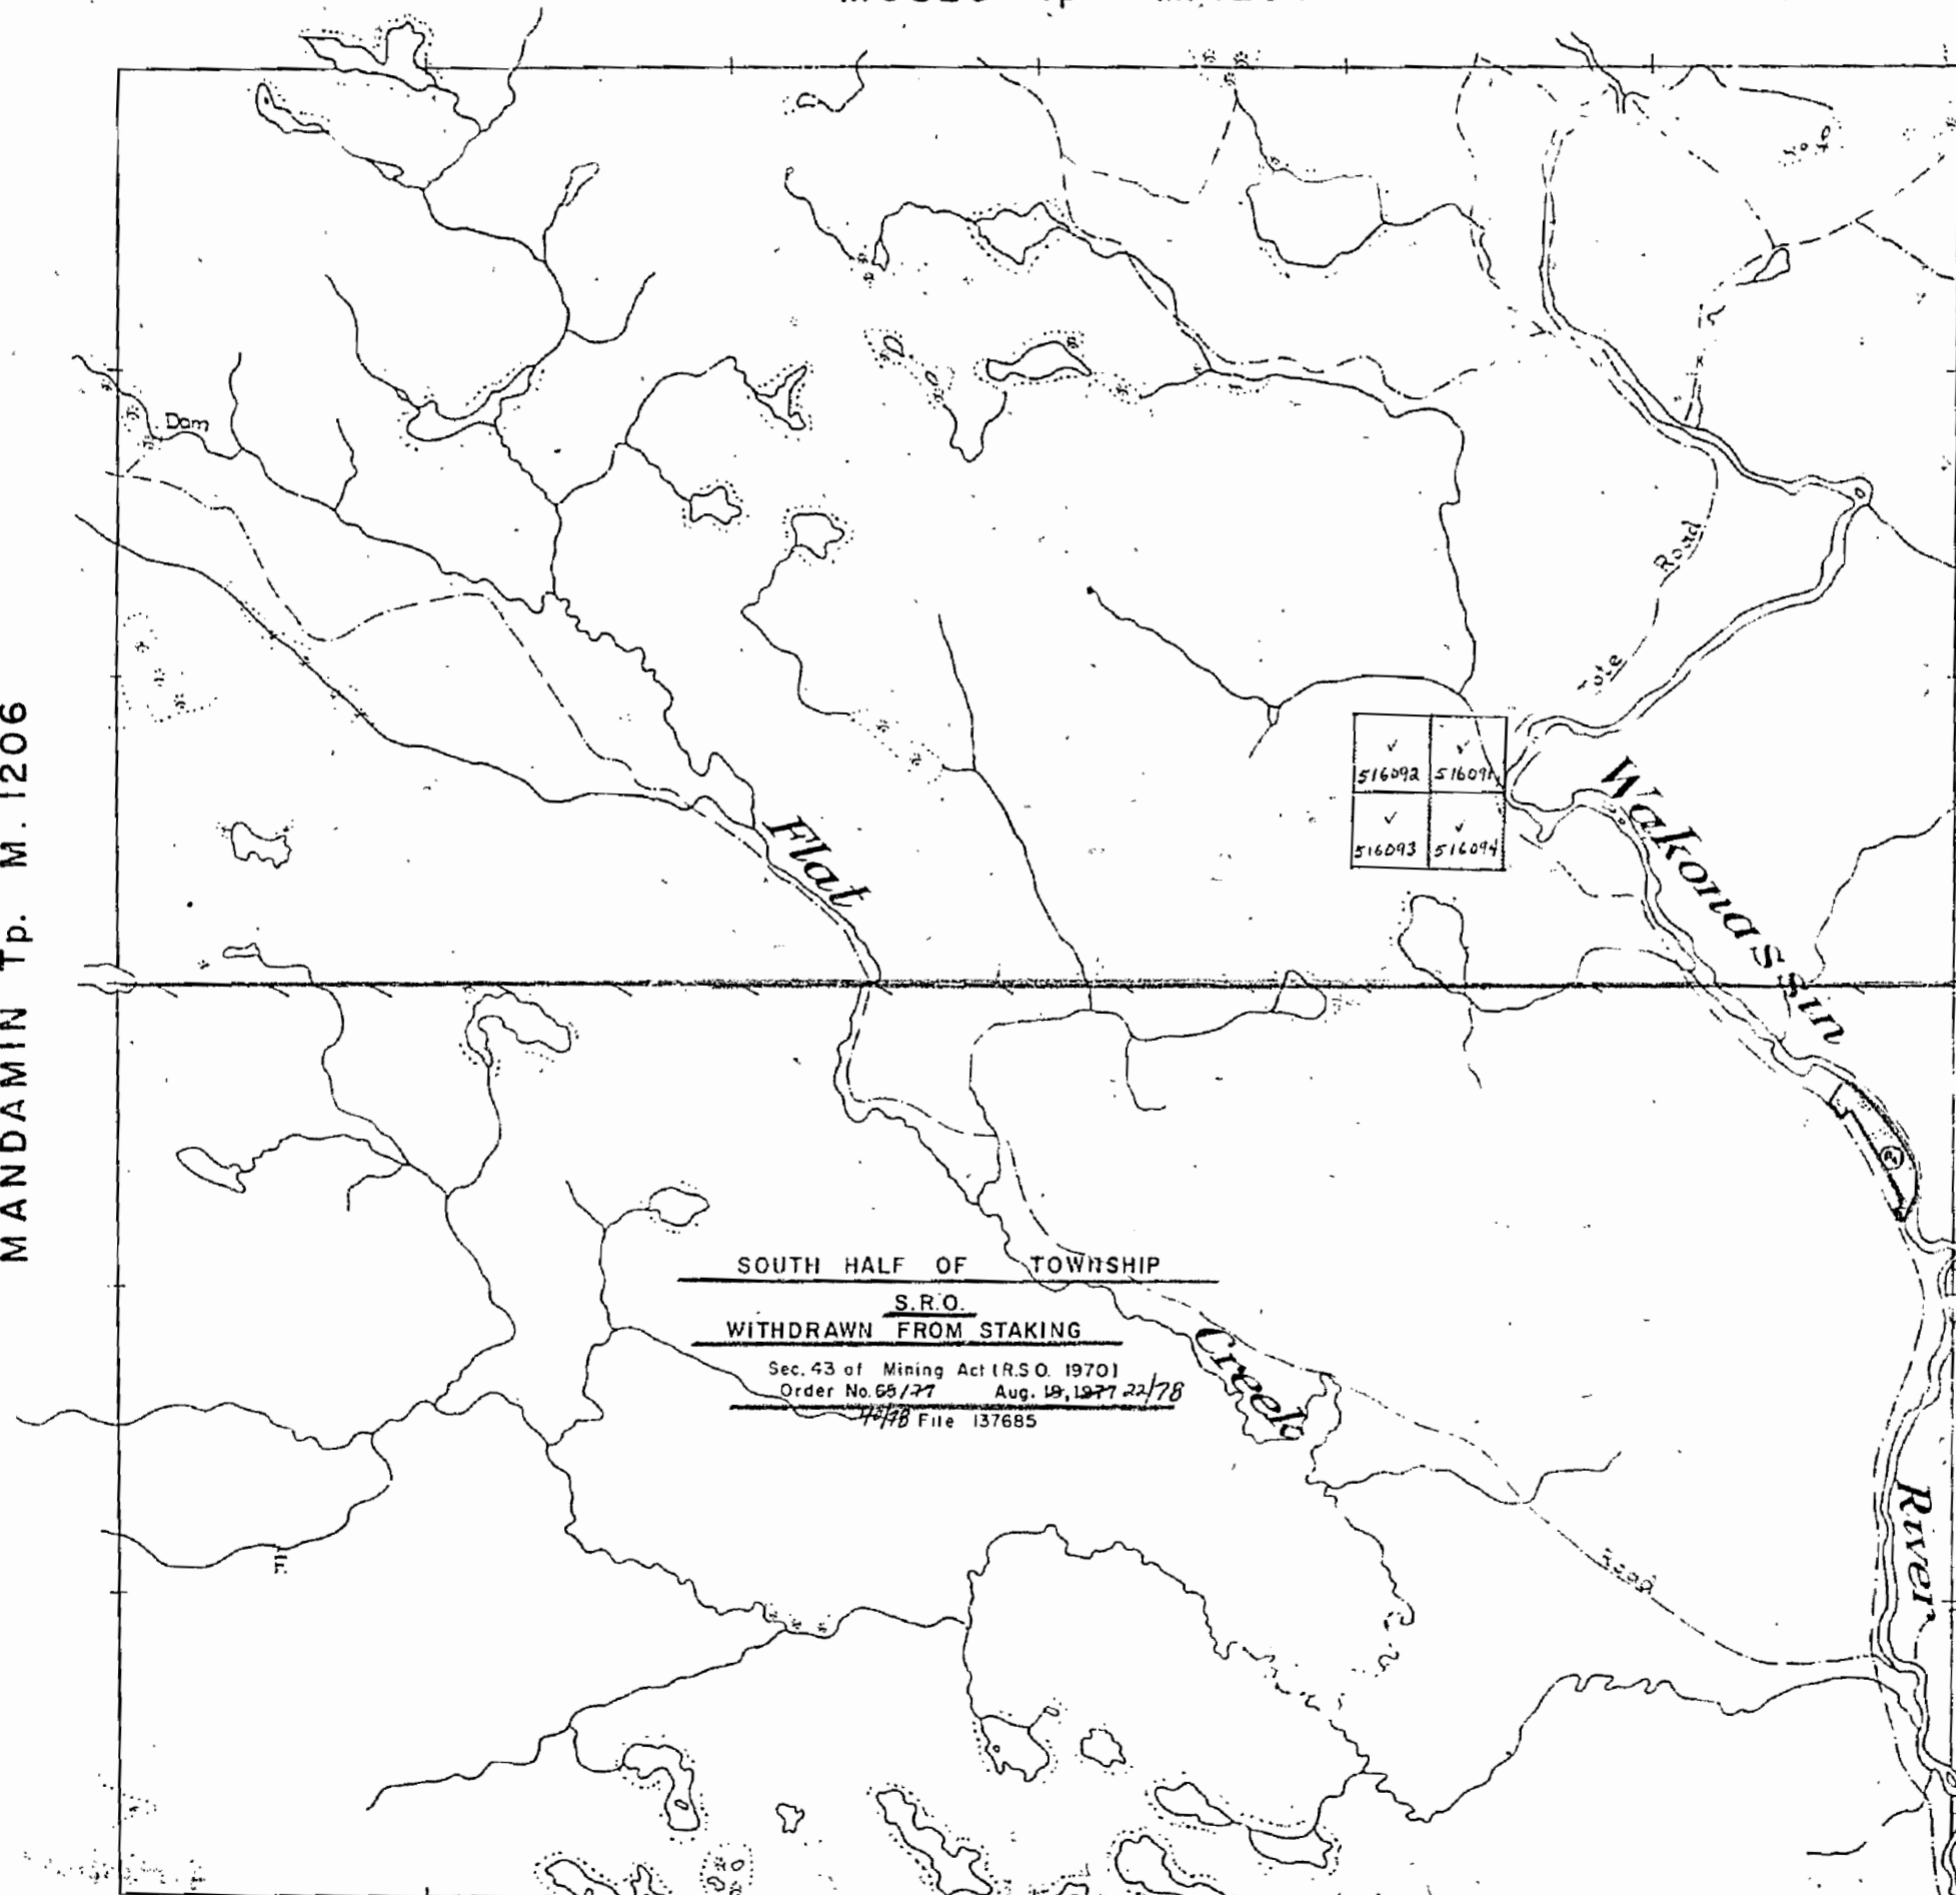 Dam
Road
Tote
MANDAMIN Tp. M.1206
516092 516091
516093 516094
Flat
Wakonassin
SOUTH HALF OF TOWNSHIP
S.R.O.
WITHDRAWN FROM STAKING
Sec. 43 of Mining Act (R.S.O. 1970)
Order No. 65/77 Aug. 19, 1977 22/78
File 137685
Creek
River
Road
F.